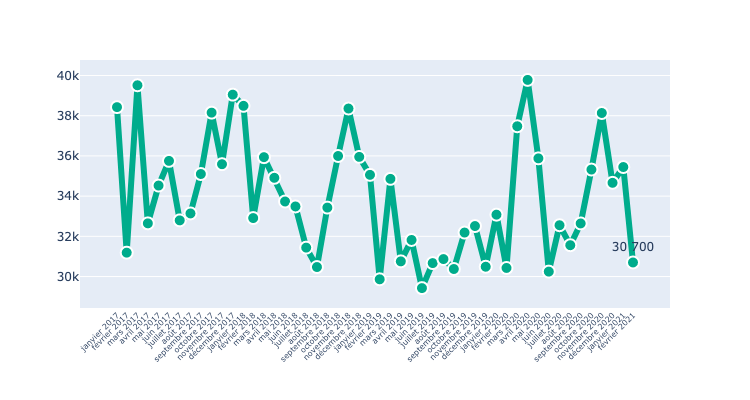 40k
38k
36k
34k
32k
30k
30 700
janvier 2017
février 2017
mars 2017
avril 2017
mai 2017
juin 2017
juillet 2017
août 2017
septembre 2017
octobre 2017
novembre 2017
décembre 2017
janvier 2018
février 2018
mars 2018
avril 2018
mai 2018
juin 2018
juillet 2018
août 2018
septembre 2018
octobre 2018
novembre 2018
décembre 2018
janvier 2019
février 2019
mars 2019
avril 2019
mai 2019
juin 2019
juillet 2019
août 2019
septembre 2019
octobre 2019
novembre 2019
décembre 2019
janvier 2020
février 2020
mars 2020
avril 2020
mai 2020
juin 2020
juillet 2020
août 2020
septembre 2020
octobre 2020
novembre 2020
décembre 2020
janvier 2021
février 2021